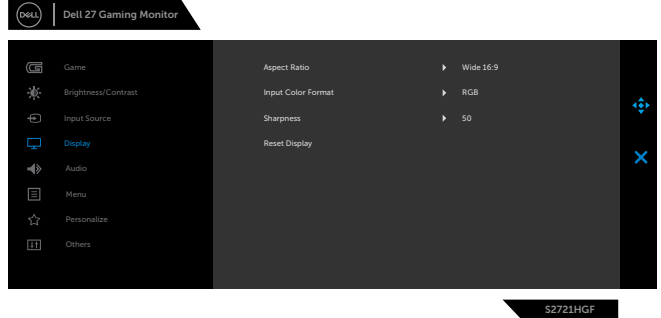 DELL
Dell 27 Gaming Monitor
Game
Aspect Ratio Wide 16:9
Brightness/Contrast Input Color Format RGB
Input Source Sharpness 50
Display Reset Display
Audio
Menu
Personalize
Others
S2721HGF